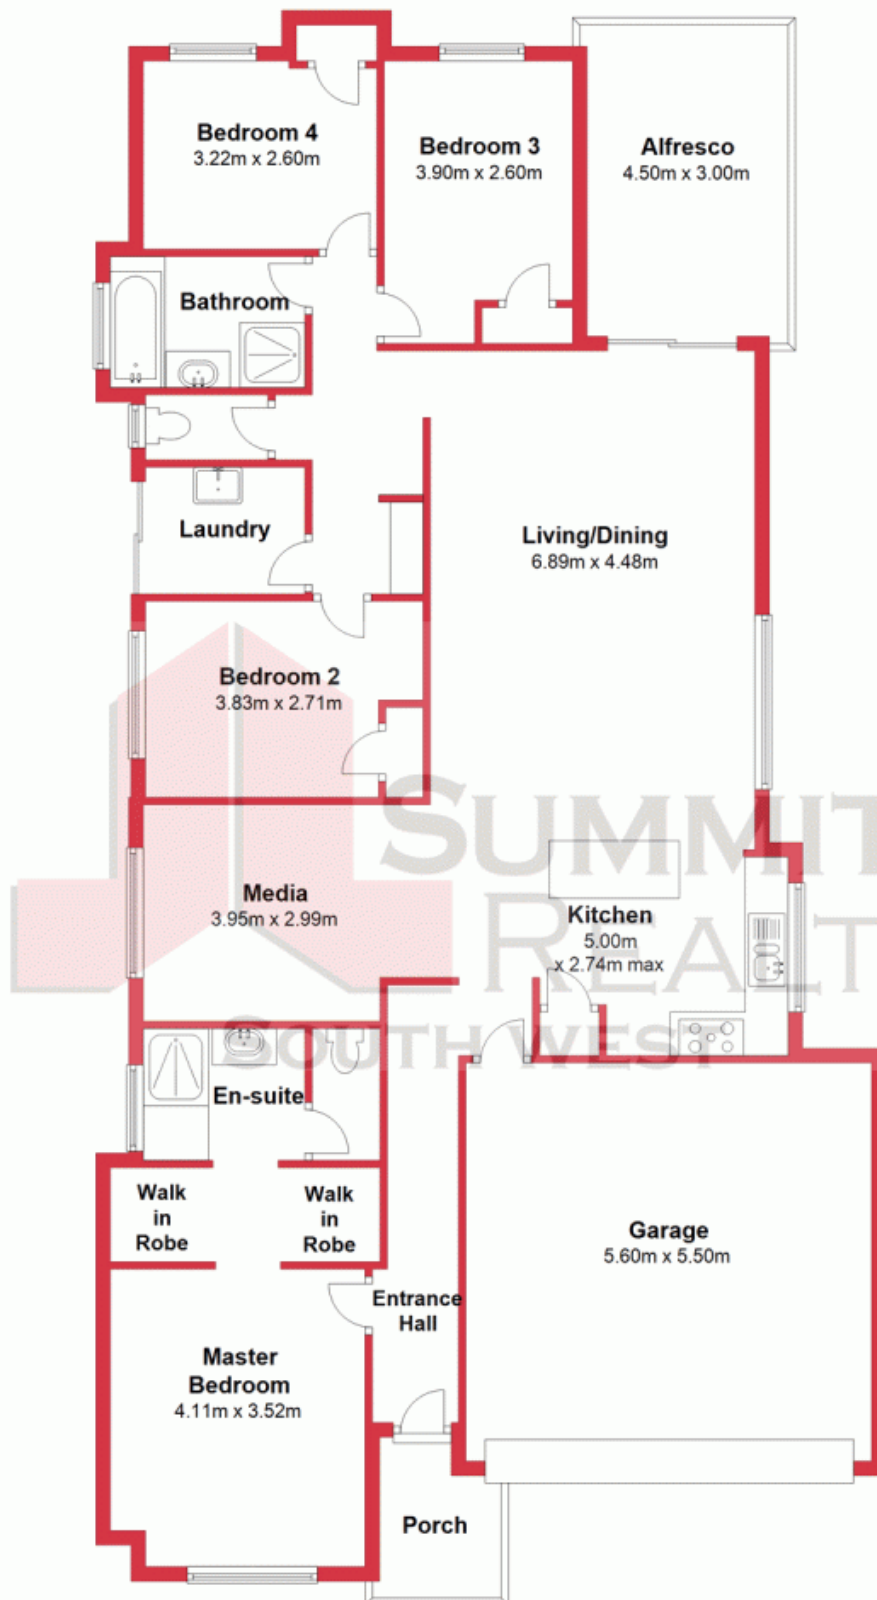 Bedroom 4
3.22m x 2.60m
Bedroom 3
3.90m x 2.60m
Alfresco
4.50m x 3.00m
Bathroom
Laundry
Living/Dining
6.89m x 4.48m
Bedroom 2
3.83m x 2.71m
SUMMIT
Media
3.95m x 2.99m
Kitchen
5.00m
x 2.74m max
REALT
SOUTH WEST
En-suite
Walk
in
Robe
Walk
in
Robe
Garage
5.60m x 5.50m
Entrance
Hall
Master
Bedroom
4.11m x 3.52m
Porch